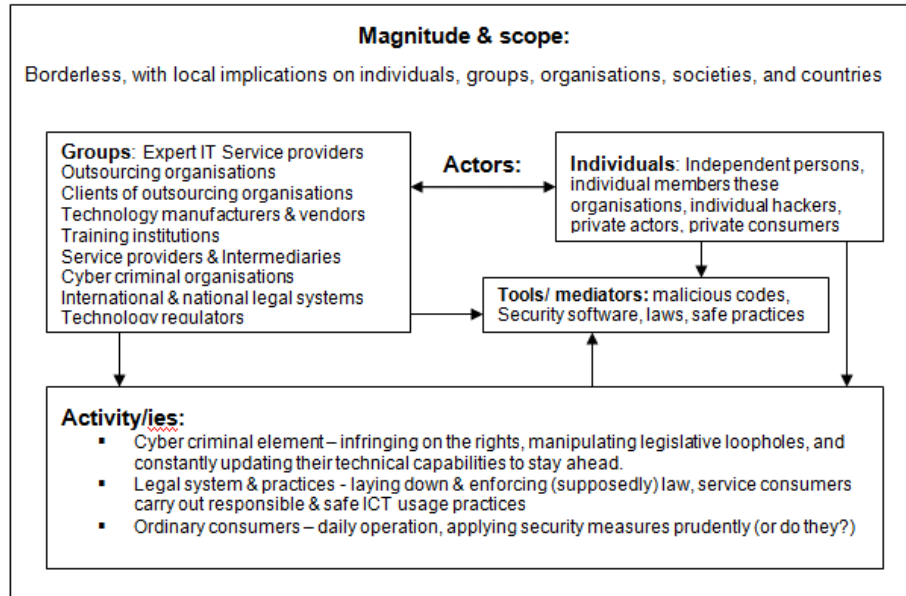 Magnitude & scope:
Borderless, with local implications on individuals, groups, organisations, societies, and countries
Groups: Expert IT Service providers
Outsourcing organisations
Clients of outsourcing organisations
Technology manufacturers & vendors
Training institutions
Service providers & Intermediaries
Cyber criminal organisations
International & national legal systems
Technology regulators
Actors:
Individuals: Independent persons,
individual members these
organisations, individual hackers,
private actors, private consumers
Tools/ mediators: malicious codes,
Security software, laws, safe practices
Activity/ies:
▪ Cyber criminal element – infringing on the rights, manipulating legislative loopholes, and
constantly updating their technical capabilities to stay ahead.
▪ Legal system & practices - laying down & enforcing (supposedly) law, service consumers
carry out responsible & safe ICT usage practices
▪ Ordinary consumers – daily operation, applying security measures prudently (or do they?)